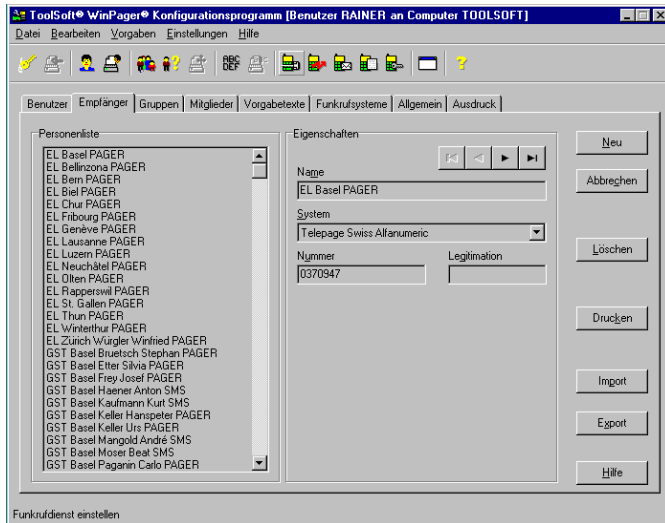 ToolSoft® WinPager® Konfigurationsprogramm [Benutzer RAINER an Computer TOOLSOFT]
Datei Bearbeiten Vorgaben Einstellungen Hilfe
ABC
DEF
Benutzer Empfänger Gruppen Mitglieder Vorgabetexte Funkrufsysteme Allgemein Ausdruck
Personenliste
EL Basel PAGER
EL Bellinzona PAGER
EL Bern PAGER
EL Biel PAGER
EL Chur PAGER
EL Fribourg PAGER
EL Genève PAGER
EL Lausanne PAGER
EL Luzern PAGER
EL Neuchâtel PAGER
EL Olten PAGER
EL Rapperswil PAGER
EL St. Gallen PAGER
EL Thun PAGER
EL Winterthur PAGER
EL Zürich Würgler Winfried PAGER
GST Basel Bruetsch Stephan PAGER
GST Basel Etter Silvia PAGER
GST Basel Frey Josef PAGER
GST Basel Haener Anton SMS
GST Basel Kaufmann Kurt SMS
GST Basel Keller Hanspeter PAGER
GST Basel Keller Urs PAGER
GST Basel Mangold André SMS
GST Basel Moser Beat SMS
GST Basel Paganin Carlo PAGER
Eigenschaften
Name
EL Basel PAGER
System
Telepage Swiss Alfanumeric
Nummer Legitimation
0370947
Neu
Abbrechen
Löschen
Drucken
Import
Export
Hilfe
Funkrufdienst einstellen